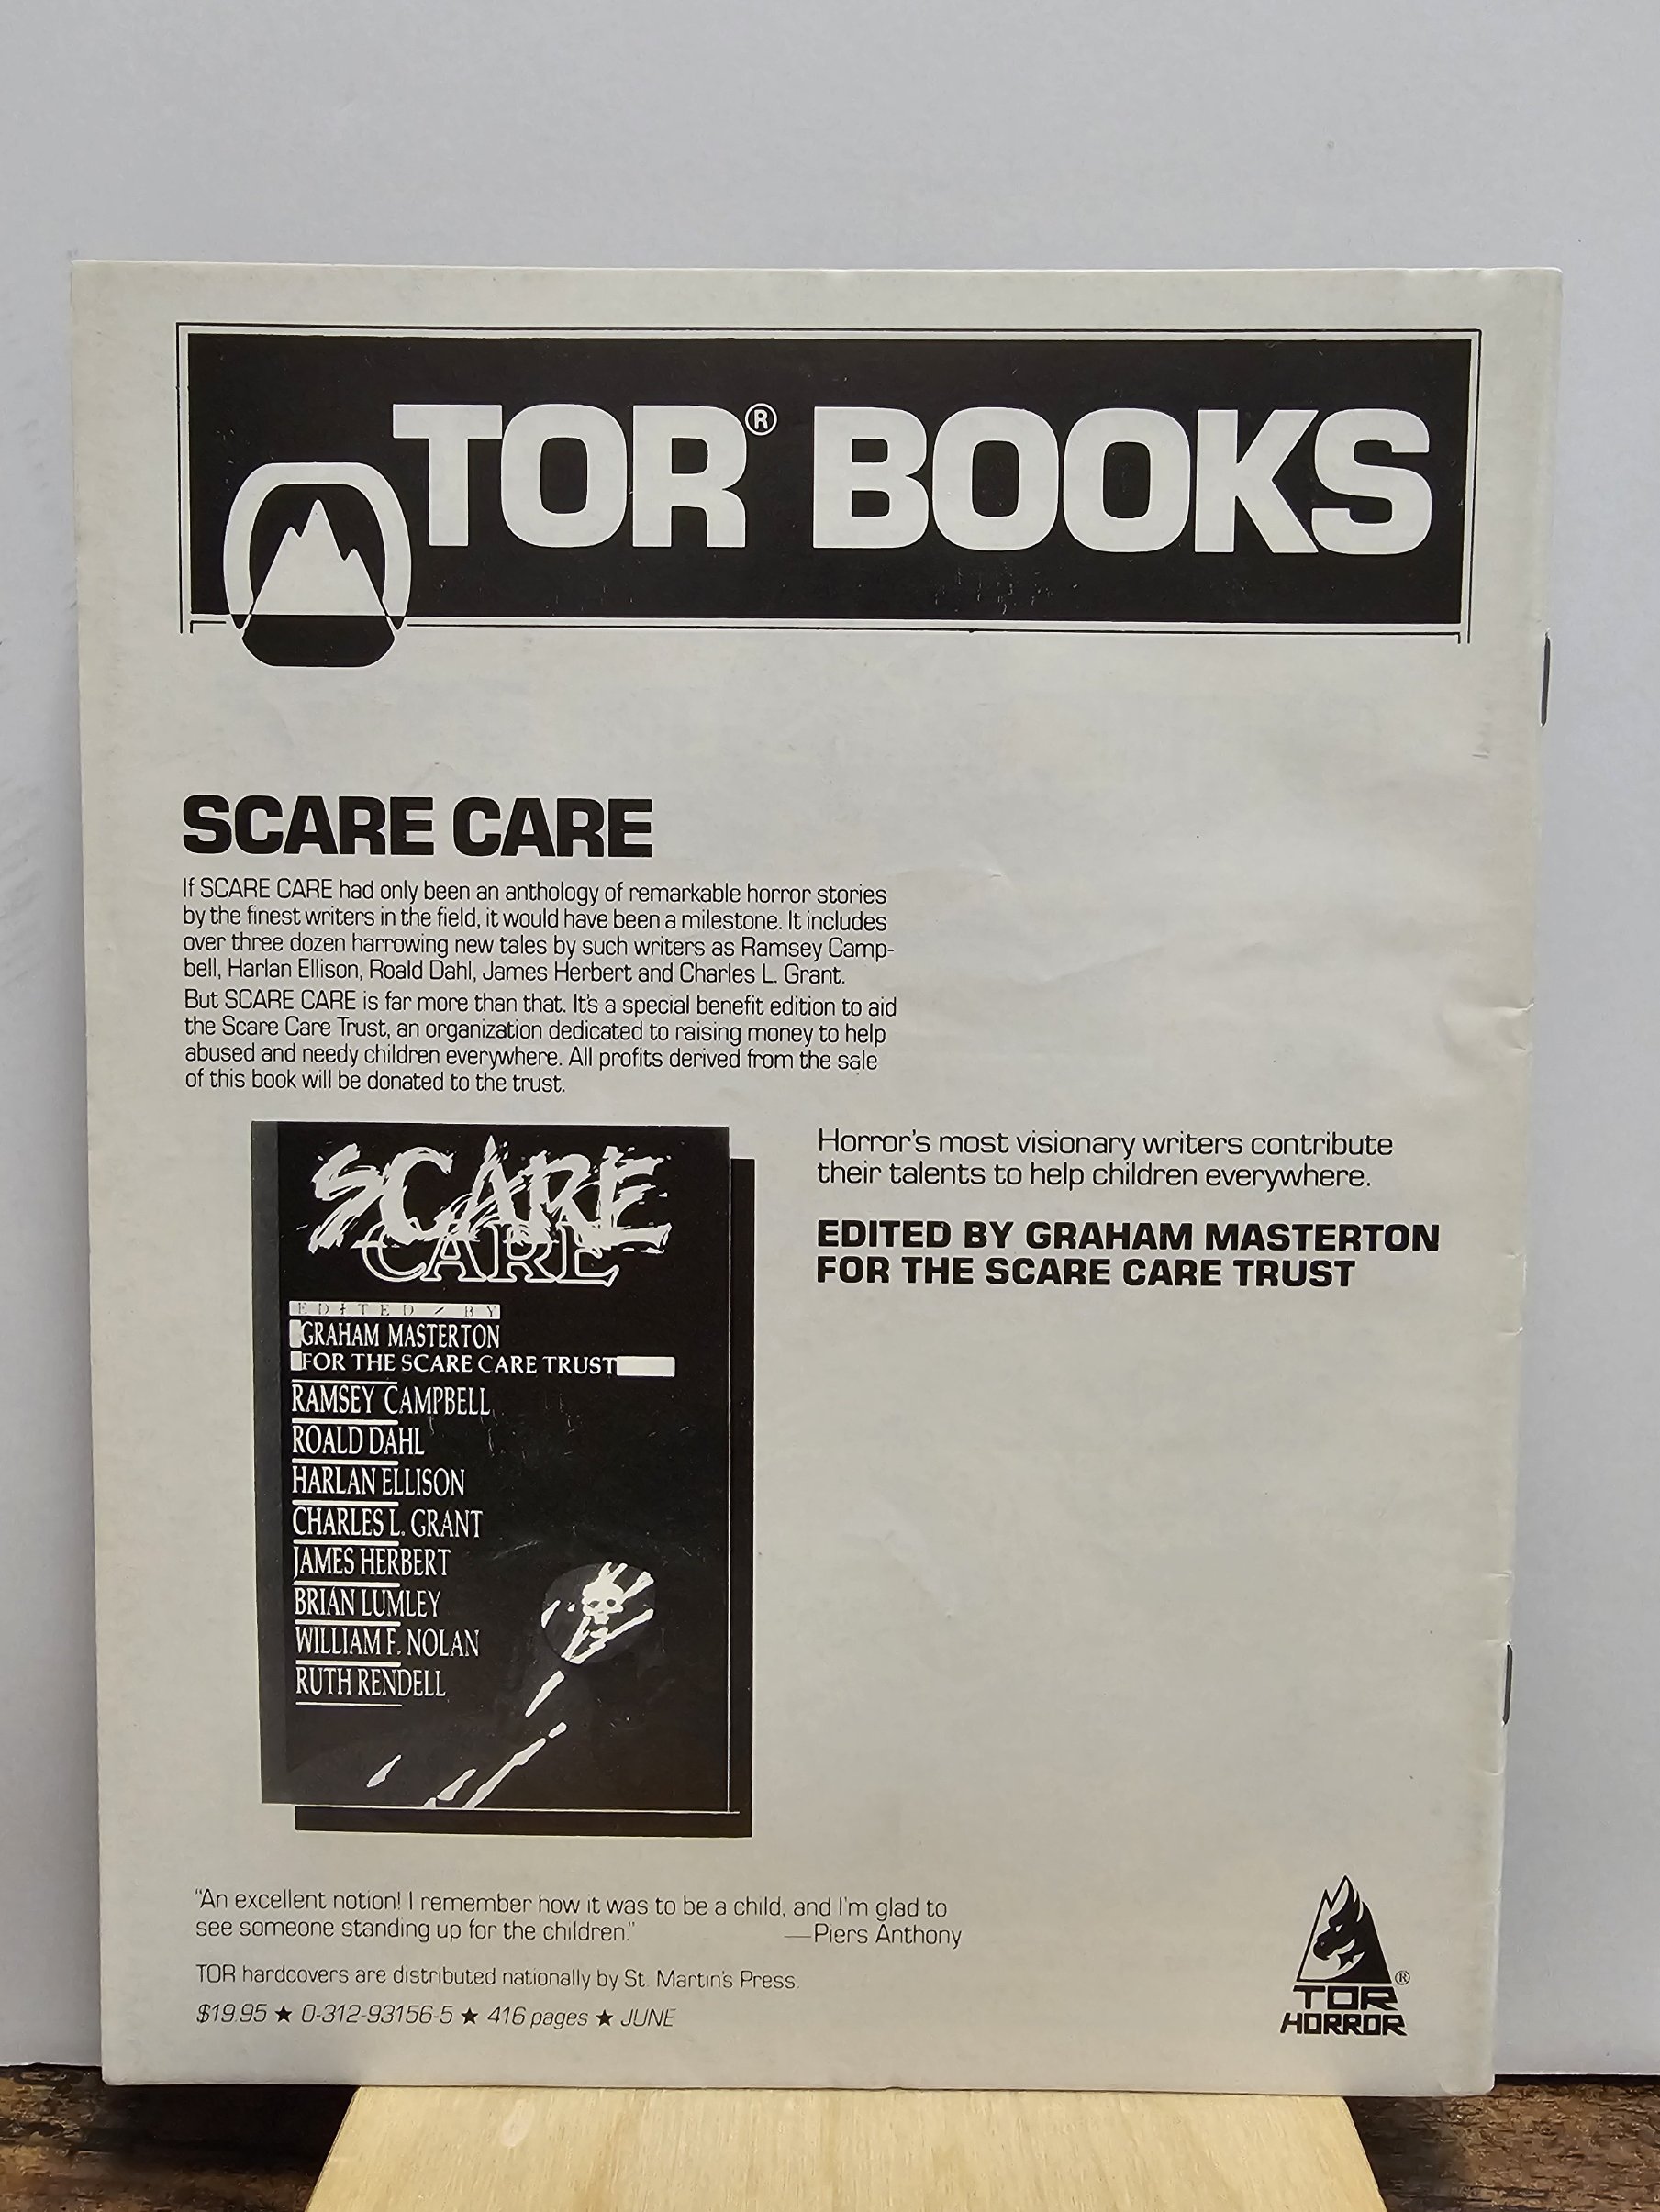 TOR® BOOKS
SCARE CARE
If SCARE CARE had only been an anthology of remarkable horror stories
by the finest writers in the field, it would have been a milestone. It includes
over three dozen harrowing new tales by such writers as Ramsey Camp-
bell, Harlan Ellison, Roald Dahl, James Herbert and Charles L. Grant.
But SCARE CARE is far more than that. It's a special benefit edition to aid
the Scare Care Trust, an organization dedicated to raising money to help
abused and needy children everywhere. All profits derived from the sale
of this book will be donated to the trust.
SCARE
CARE
EDITED / BY
GRAHAM MASTERTON
FOR THE SCARE CARE TRUST
RAMSEY CAMPBELL
ROALD DAHL
HARLAN ELLISON
CHARLES L. GRANT
JAMES HERBERT
BRIAN LUMLEY
WILLIAM F. NOLAN
RUTH RENDELL
Horror's most visionary writers contribute
their talents to help children everywhere.
EDITED BY GRAHAM MASTERTON
FOR THE SCARE CARE TRUST
"An excellent notion! I remember how it was to be a child, and I'm glad to
see someone standing up for the children." —Piers Anthony
TOR hardcovers are distributed nationally by St. Martin's Press.
$19.95 ★ 0-312-93156-5 ★ 416 pages ★ JUNE
®
TOR
HORROR